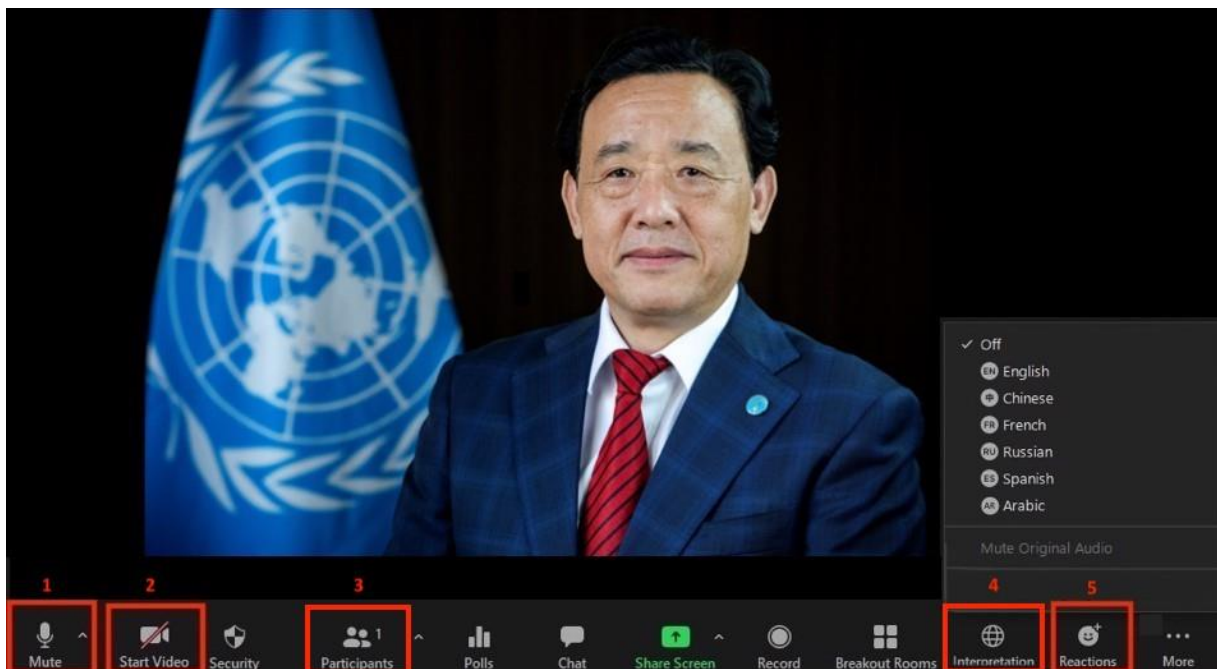 Off
EN English
中 Chinese
FR French
RU Russian
ES Spanish
AR Arabic
Mute Original Audio
1 2 3 4 5
1
Mute Start Video Security Participants Polls Chat Share Screen Record Breakout Rooms Interpretation Reactions More